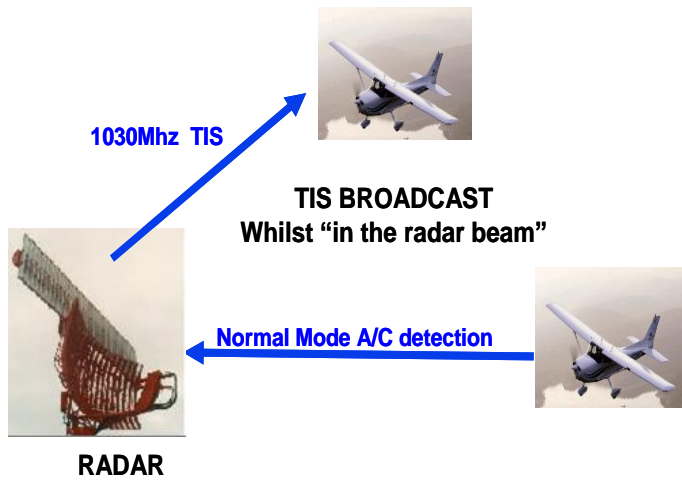 1030Mhz TIS
TIS BROADCAST
Whilst “in the radar beam”
Normal Mode A/C detection
RADAR